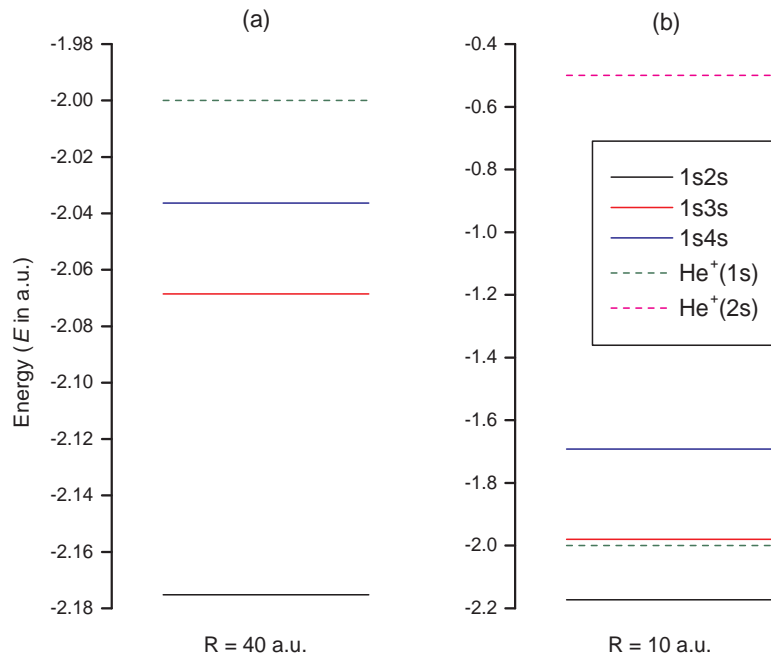 (a)
-1.98
-2.00
-2.02
-2.04
-2.06
-2.08
-2.10
-2.12
-2.14
-2.16
-2.18
Energy ( E in a.u.)
R = 40 a.u.
(b)
-0.4
-0.6
-0.8
-1.0
-1.2
-1.4
-1.6
-1.8
-2.0
-2.2
1s2s
1s3s
1s4s
He⁺(1s)
He⁺(2s)
R = 10 a.u.